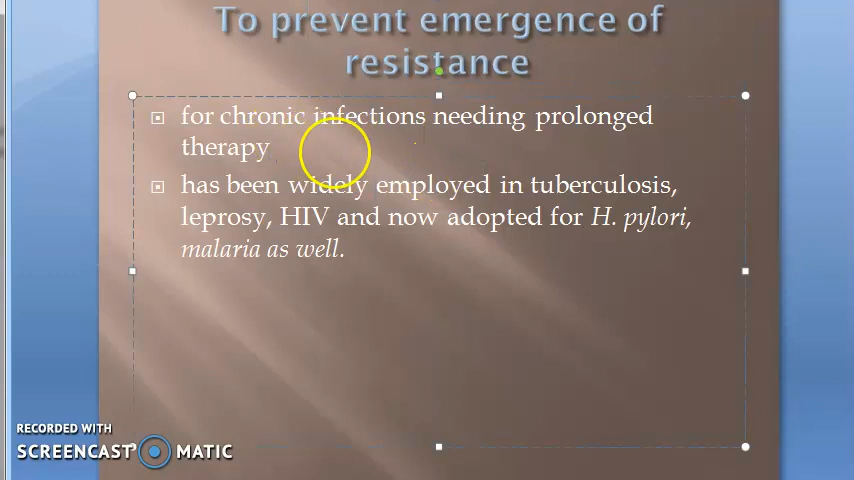 To prevent emergence of
resistance
for chronic infections needing prolonged
therapy
has been widely employed in tuberculosis,
leprosy, HIV and now adopted for H. pylori,
malaria as well.
RECORDED WITH
SCREENCAST MATIC